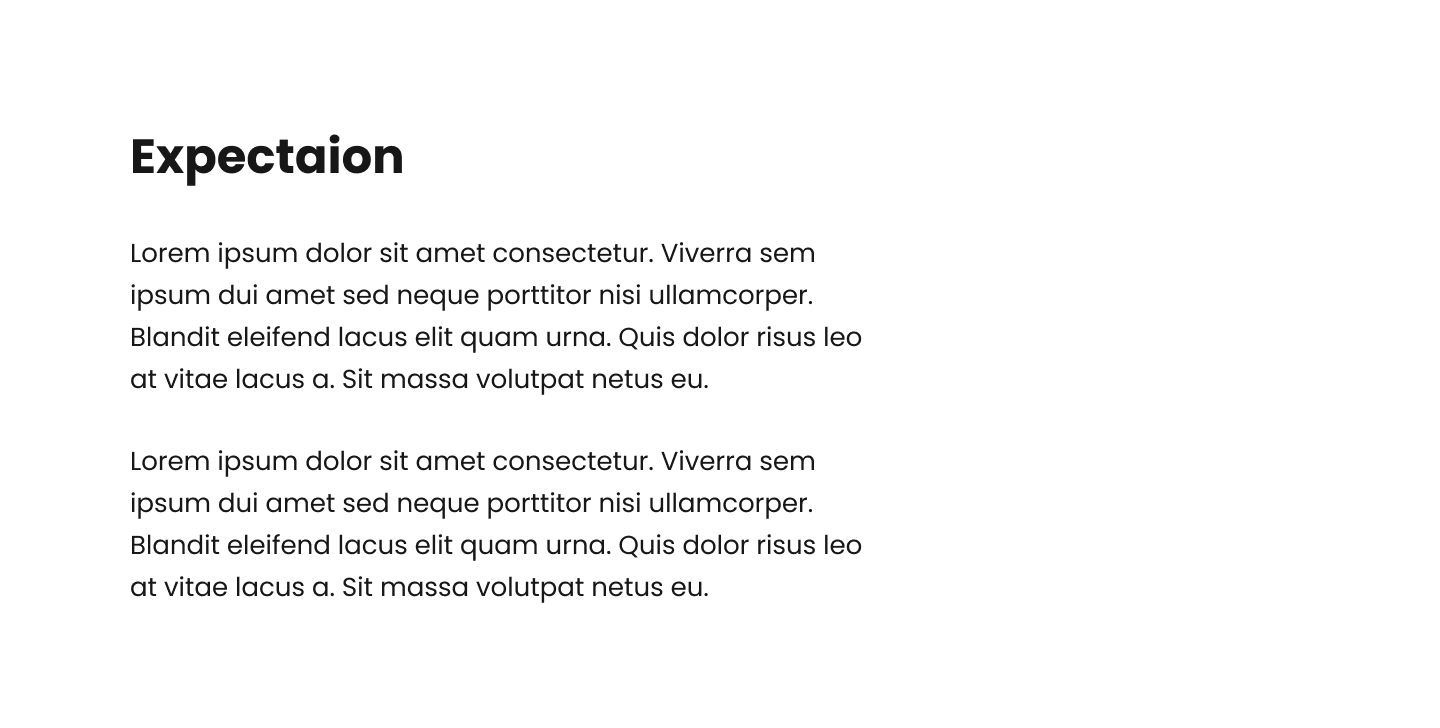 Expectaion
Lorem ipsum dolor sit amet consectetur. Viverra sem
ipsum dui amet sed neque porttitor nisi ullamcorper.
Blandit eleifend lacus elit quam urna. Quis dolor risus leo
at vitae lacus a. Sit massa volutpat netus eu.
Lorem ipsum dolor sit amet consectetur. Viverra sem
ipsum dui amet sed neque porttitor nisi ullamcorper.
Blandit eleifend lacus elit quam urna. Quis dolor risus leo
at vitae lacus a. Sit massa volutpat netus eu.